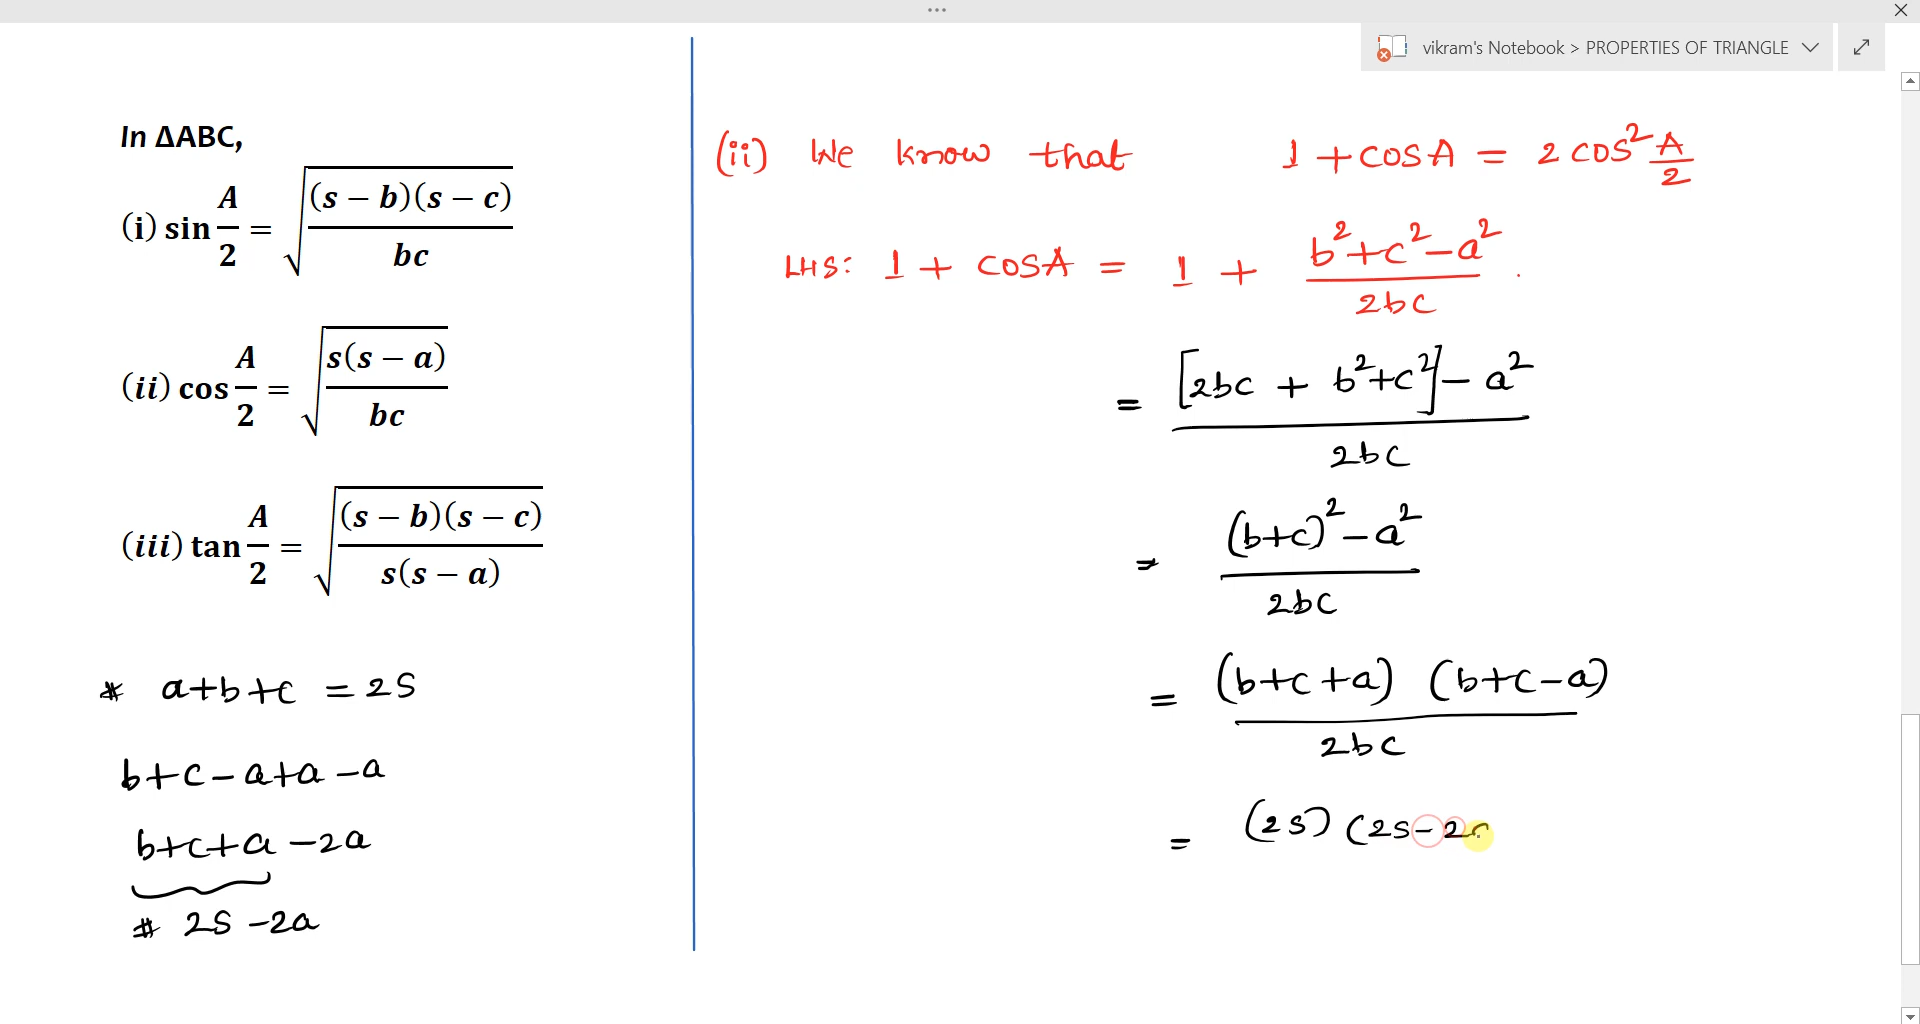 vikram's Notebook > PROPERTIES OF TRIANGLE
In ΔABC,
(i) sin A/2 = √((s − b)(s − c)/bc)
(ii) cos A/2 = √(s(s − a)/bc)
(iii) tan A/2 = √((s − b)(s − c)/s(s − a))
* a+b+c = 2S
b+c-a+a-a
b+c+a -2a
* 2S -2a
(ii) We know that 1 + cosA = 2 cos² A/2
LHS: 1 + cosA = 1 + (b²+c²-a²)/2bc.
= ([2bc + b²+c²] - a²)/2bc
= ((b+c)² - a²)/2bc
= (b+c+a) (b+c-a)/2bc
= (2s) (2s-2a